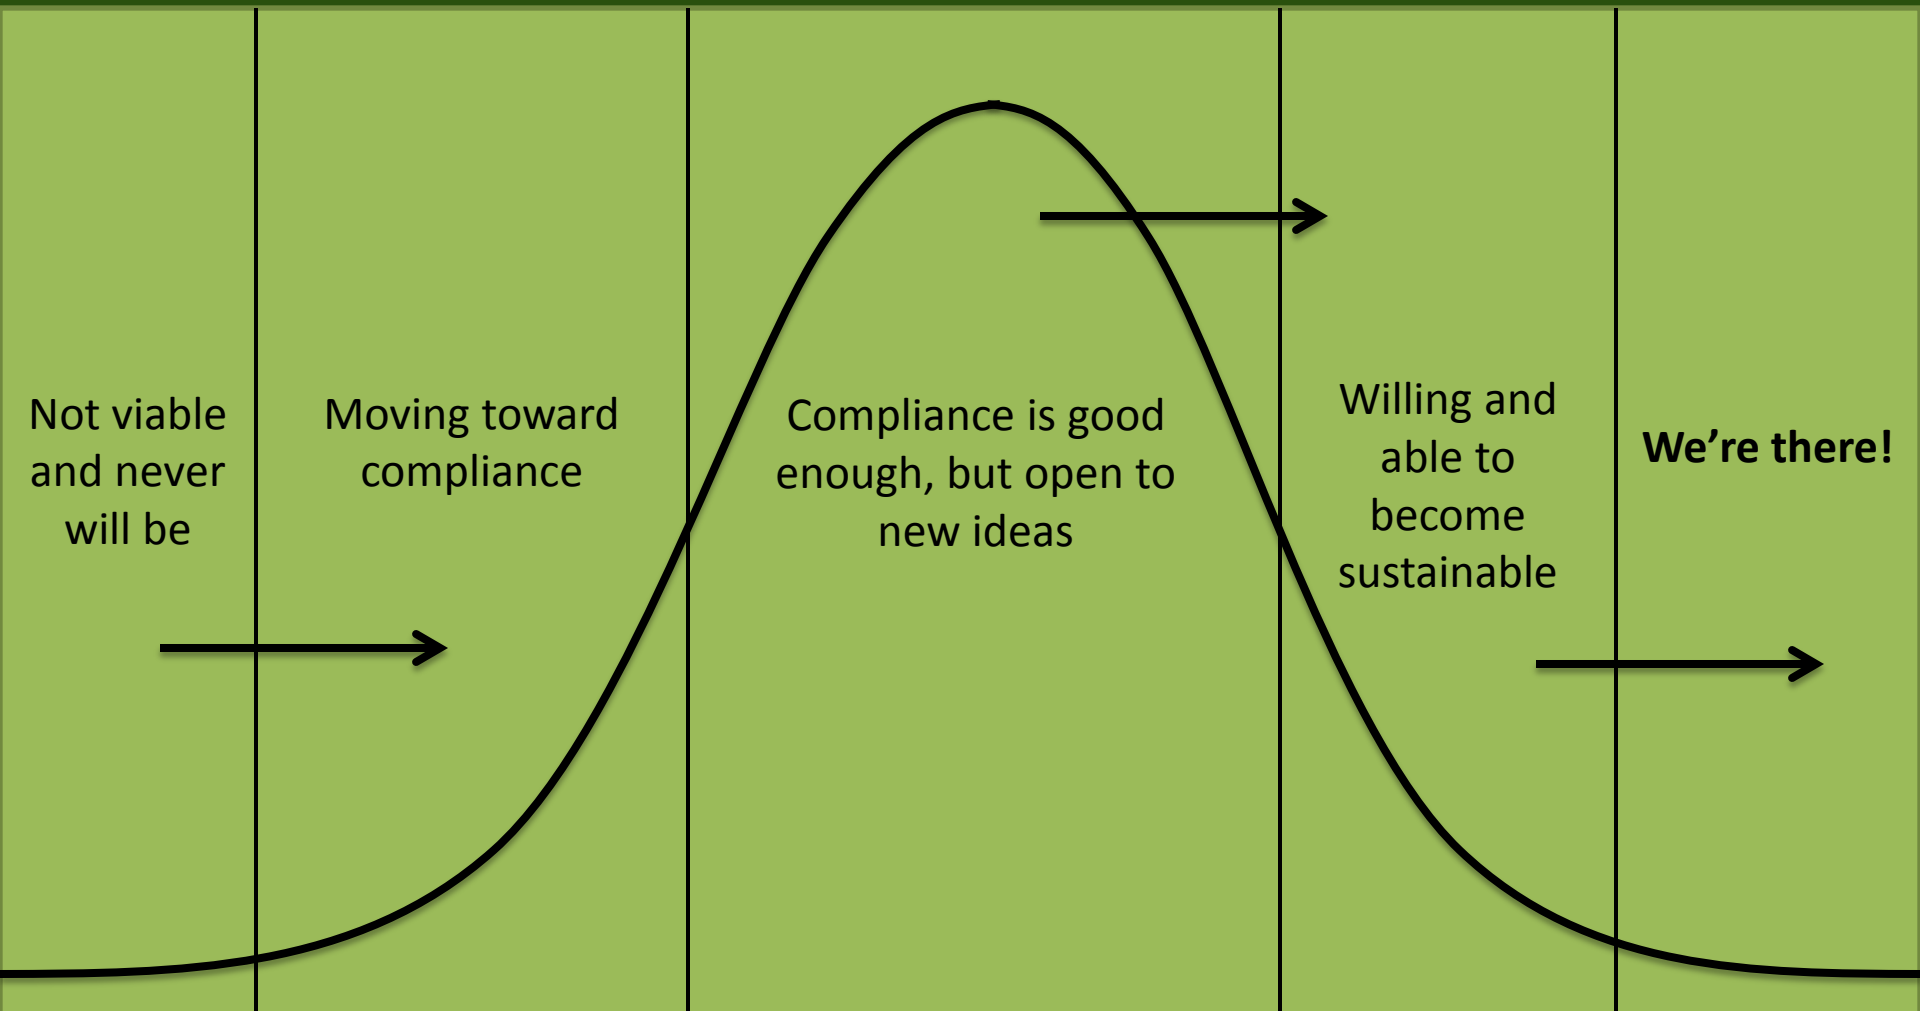 Not viable
and never
will be
Moving toward
compliance
Compliance is good
enough, but open to
new ideas
Willing and
able to
become
sustainable
We’re there!